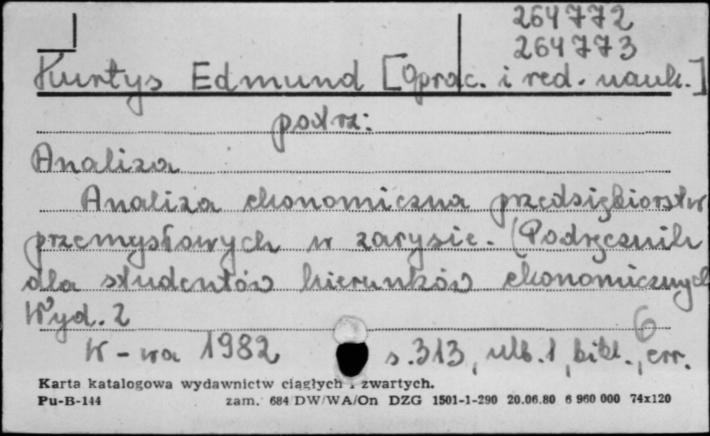 264772
264773
Kurtys Edmund [Oprac. i red. nauk.]
patrz:
Analiza
Analiza ekonomiczna przedsiębiorstw
przemysłowych w zarysie. (Podręcznik
dla studentów kierunków ekonomicznych
Wyd. 2
6
W-wa 1982 s. 313, nlb. 1, bibl., err.
Karta katalogowa wydawnictw ciągłych i zwartych.
Pu-B-144 zam. 684/DW/WA/On DZG 1501-1-290 20.06.80 6 960 000 74x120